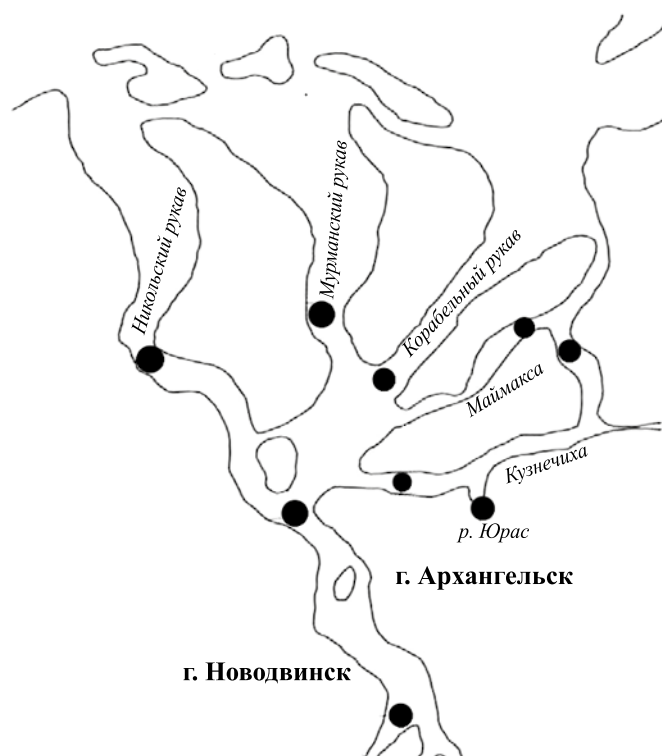 Никольский рукав
Мурманский рукав
Корабельный рукав
Маймакса
Кузнечиха
р. Юрас
г. Архангельск
г. Новодвинск